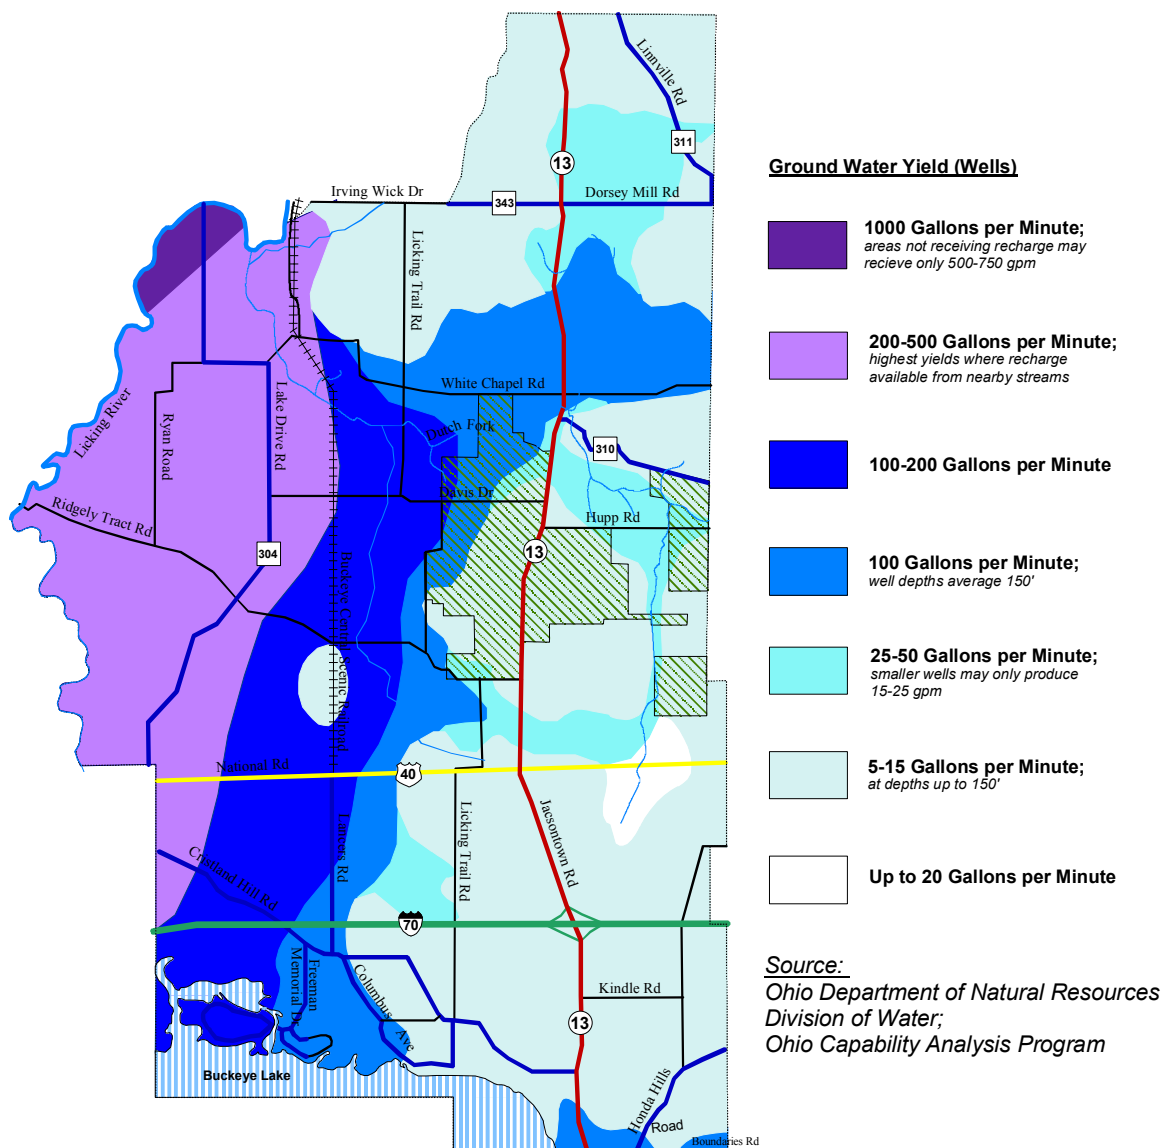 Linnville Rd
311
13
Irving Wick Dr
343
Dorsey Mill Rd
Licking Trail Rd
Licking River
Ryan Road
Lake Drive Rd
White Chapel Rd
Dutch Fork
310
Davis Dr
Hupp Rd
Ridgely Tract Rd
304
13
Buckeye Central Scenic Railroad
National Rd
40
Lancers Rd
Licking Trail Rd
Jacsontown Rd
Cristland Hill Rd
70
Freeman
Memorial Dr
Columbus Ave
Kindle Rd
13
Buckeye Lake
Honda Hills
Road
Boundaries Rd
Ground Water Yield (Wells)
1000 Gallons per Minute;
areas not receiving recharge may
recieve only 500-750 gpm
200-500 Gallons per Minute;
highest yields where recharge
available from nearby streams
100-200 Gallons per Minute
100 Gallons per Minute;
well depths average 150'
25-50 Gallons per Minute;
smaller wells may only produce
15-25 gpm
5-15 Gallons per Minute;
at depths up to 150'
Up to 20 Gallons per Minute
Source:
Ohio Department of Natural Resources
Division of Water;
Ohio Capability Analysis Program